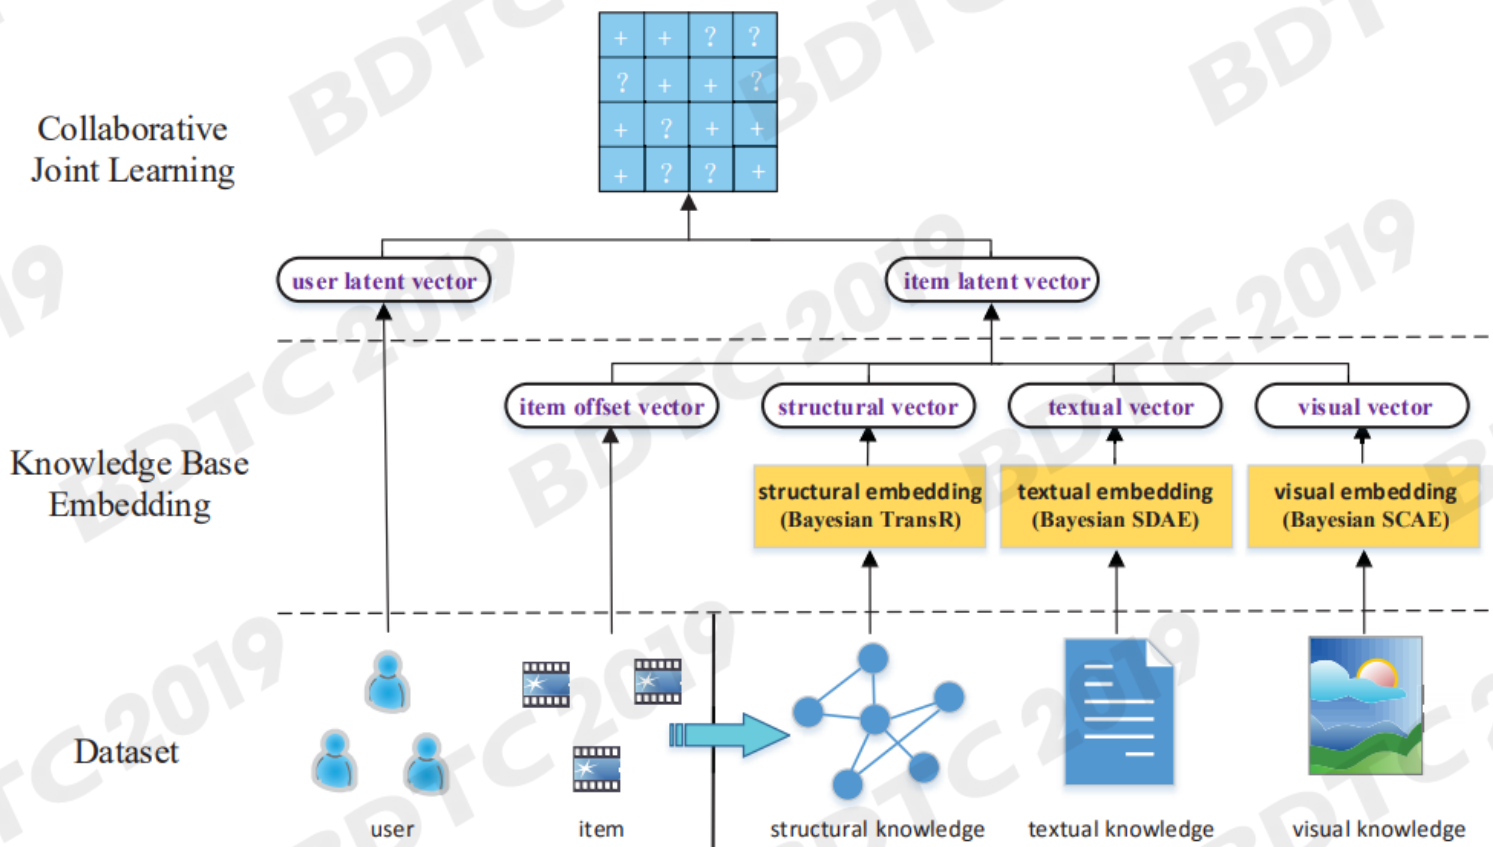 + + ? ?
? + + ?
+ ? + +
+ ? ? +
Collaborative
Joint Learning
user latent vector
item latent vector
item offset vector
structural vector
textual vector
visual vector
Knowledge Base
Embedding
structural embedding
(Bayesian TransR)
textual embedding
(Bayesian SDAE)
visual embedding
(Bayesian SCAE)
Dataset
user
item
structural knowledge
textual knowledge
visual knowledge
BDTC 2019